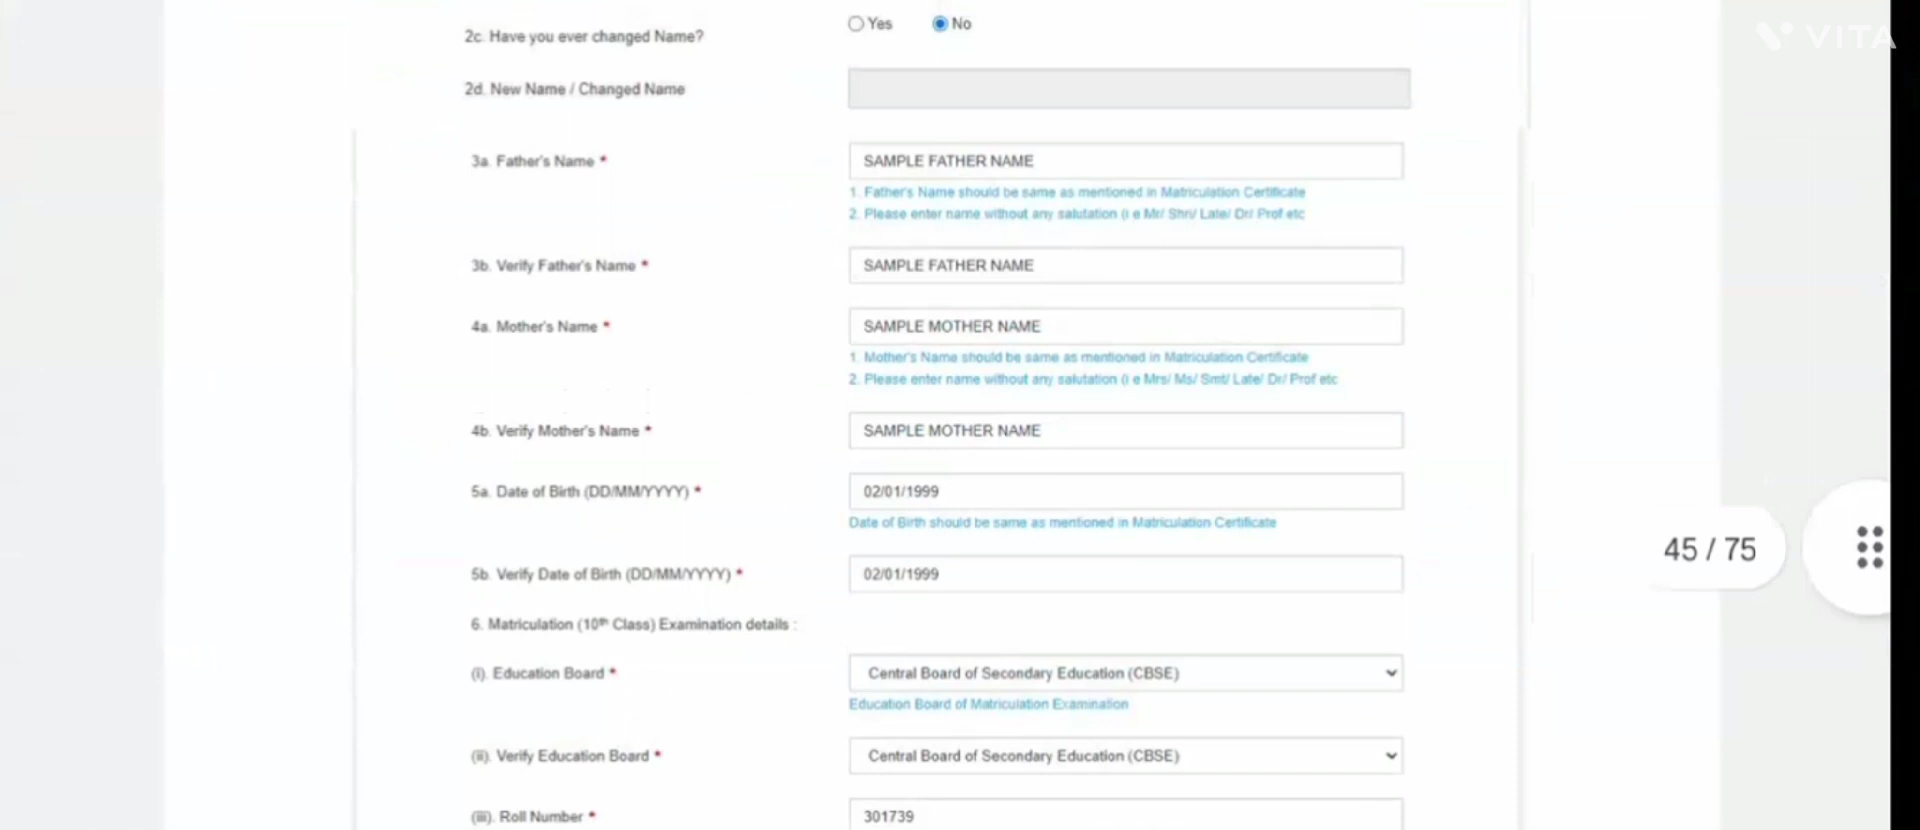 2c. Have you ever changed Name?
Yes No
VITA
2d. New Name / Changed Name
3a. Father's Name * SAMPLE FATHER NAME
1. Father's Name should be same as mentioned in Matriculation Certificate
2. Please enter name without any salutation (i e Mr/ Shri/ Late/ Dr/ Prof etc
3b. Verify Father's Name * SAMPLE FATHER NAME
4a. Mother's Name * SAMPLE MOTHER NAME
1. Mother's Name should be same as mentioned in Matriculation Certificate
2. Please enter name without any salutation (i e Mrs/ Ms/ Smt/ Late/ Dr/ Prof etc
4b. Verify Mother's Name * SAMPLE MOTHER NAME
5a. Date of Birth (DD/MM/YYYY) * 02/01/1999
Date of Birth should be same as mentioned in Matriculation Certificate
45 / 75
5b. Verify Date of Birth (DD/MM/YYYY) * 02/01/1999
6. Matriculation (10th Class) Examination details :
(i). Education Board * Central Board of Secondary Education (CBSE)
Education Board of Matriculation Examination
(ii). Verify Education Board * Central Board of Secondary Education (CBSE)
(iii). Roll Number * 301739